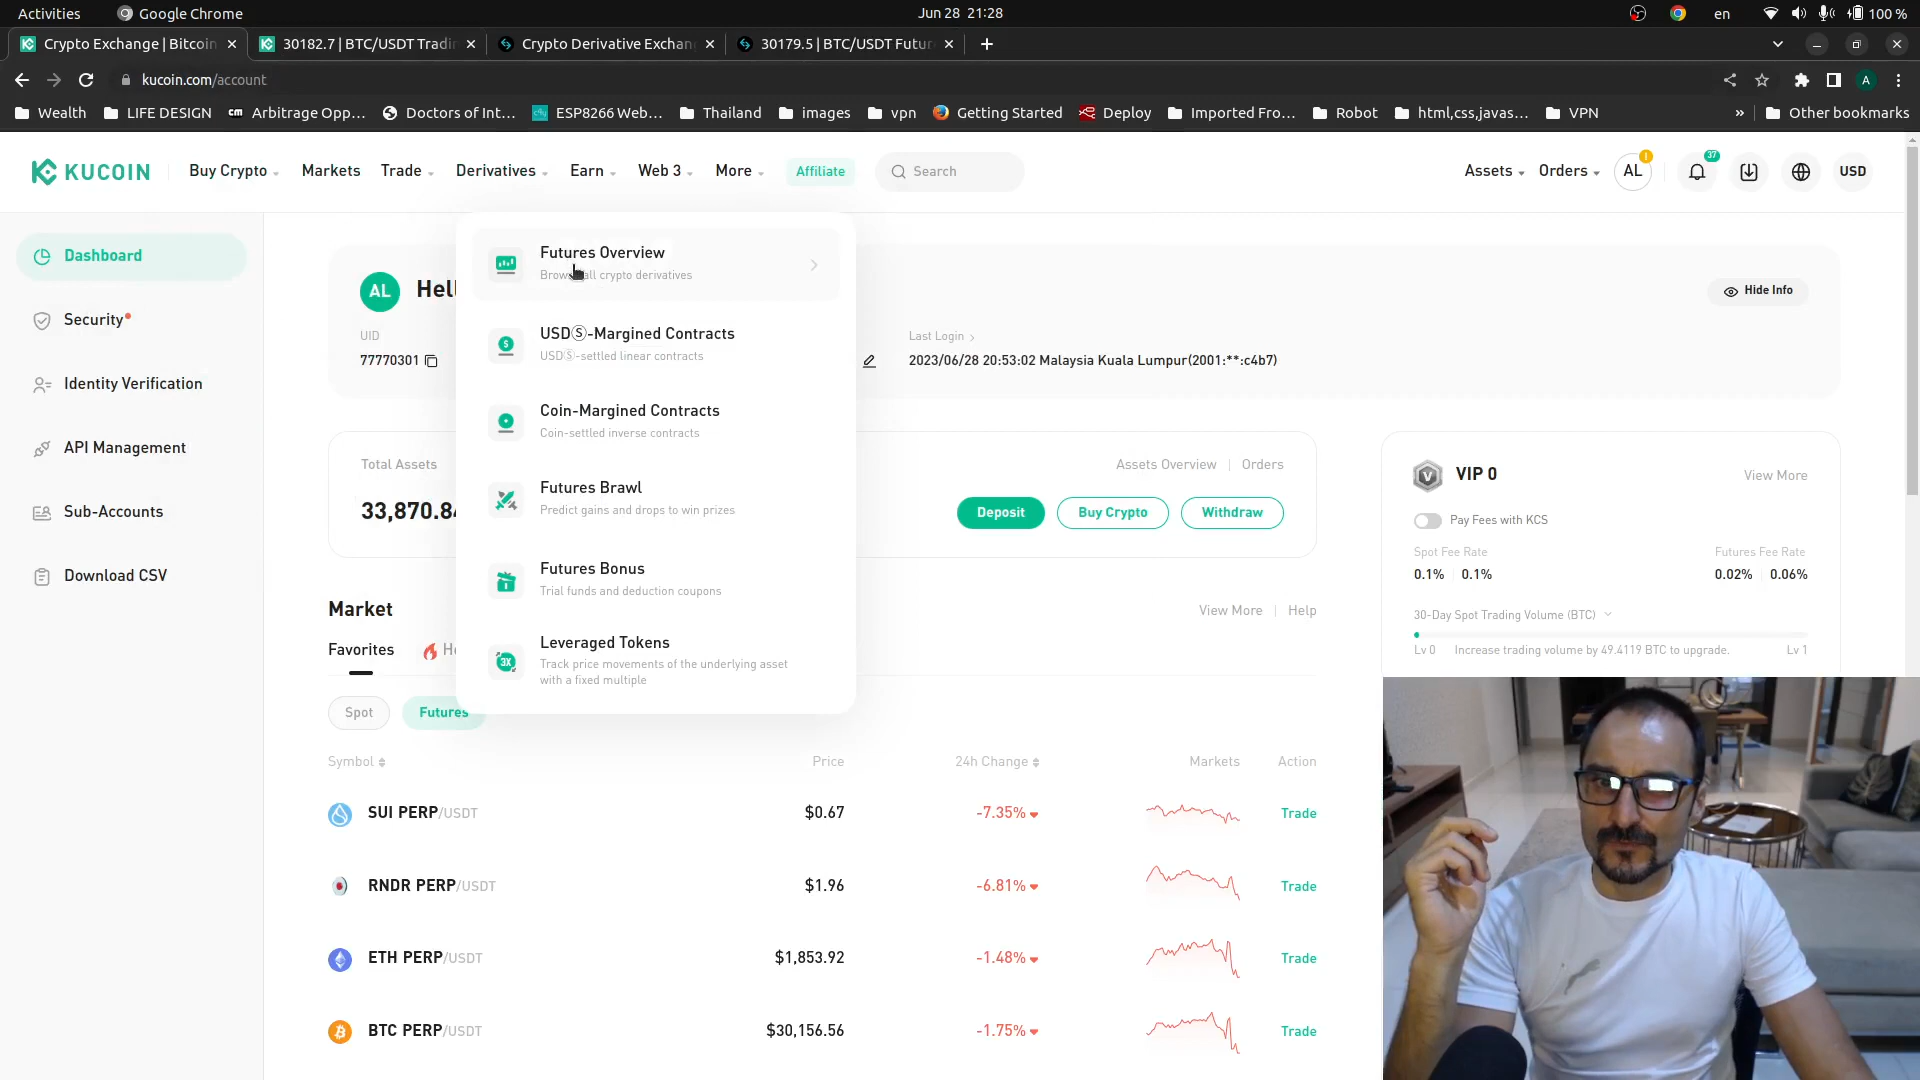 Activities
Google Chrome
Jun 28 21:28
en
100 %
Crypto Exchange | Bitcoin
30182.7 | BTC/USDT Tradi
Crypto Derivative Exchan
30179.5 | BTC/USDT Futur
kucoin.com/account
A
Wealth
LIFE DESIGN
cm Arbitrage Opp...
Doctors of Int...
ESP8266 Web...
Thailand
images
vpn
Getting Started
Deploy
Imported Fro...
Robot
html,css,javas...
VPN
»
Other bookmarks
KUCOIN
Buy Crypto
Markets
Trade
Derivatives
Earn
Web 3
More
Affiliate
Search
Assets
Orders
AL
37
USD
Dashboard
Security
Identity Verification
API Management
Sub-Accounts
Download CSV
Futures Overview
all crypto derivatives
USDⓈ-Margined Contracts
USDⓈ-settled linear contracts
Coin-Margined Contracts
Coin-settled inverse contracts
Futures Brawl
Predict gains and drops to win prizes
Futures Bonus
Trial funds and deduction coupons
3X
Leveraged Tokens
Track price movements of the underlying asset
with a fixed multiple
AL
Hel
Hide Info
UID
77770301
Last Login
2023/06/28 20:53:02 Malaysia Kuala Lumpur(2001:**:c4b7)
Total Assets
33,870.84
Assets Overview | Orders
Deposit
Buy Crypto
Withdraw
V
VIP 0
View More
Pay Fees with KCS
Spot Fee Rate
Futures Fee Rate
0.1% | 0.1%
0.02% | 0.06%
30-Day Spot Trading Volume (BTC)
Lv 0 Increase trading volume by 49.4119 BTC to upgrade. Lv 1
Market
View More | Help
Favorites
Ho
Spot
Futures
Symbol
Price
24h Change
Markets
Action
SUI PERP/USDT
$0.67
-7.35%
Trade
RNDR PERP/USDT
$1.96
-6.81%
Trade
ETH PERP/USDT
$1,853.92
-1.48%
Trade
BTC PERP/USDT
$30,156.56
-1.75%
Trade